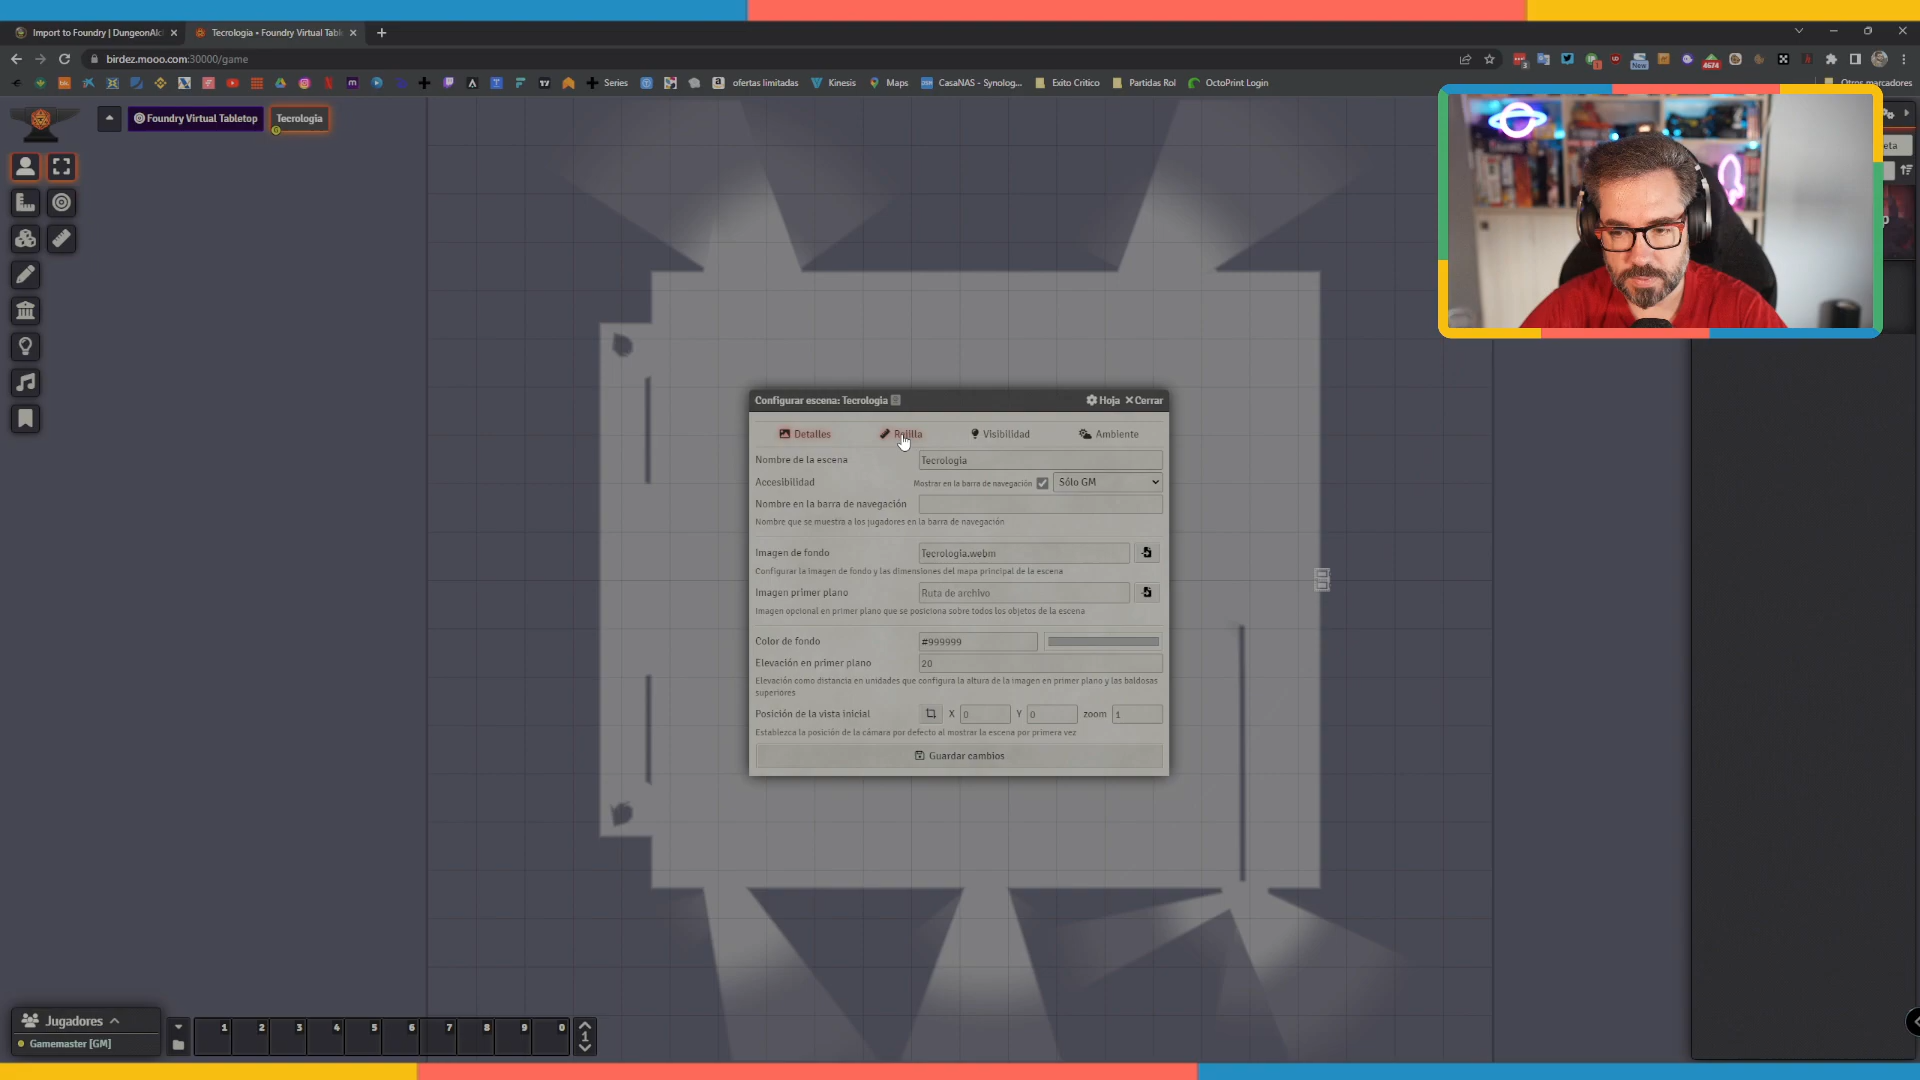 Import to Foundry | DungeonAlc
Tecrologia • Foundry Virtual Table
birdez.mooo.com:30000/game
Series
ofertas limitadas
Kinesis
Maps
CasaNAS - Synolog...
Exito Critico
Partidas Rol
OctoPrint Login
Otros marcadores
Foundry Virtual Tabletop
Tecrologia
Configurar escena: Tecrologia
Hoja
Cerrar
Detalles
Rejilla
Visibilidad
Ambiente
Nombre de la escena
Tecrologia
Accesibilidad
Mostrar en la barra de navegación
Sólo GM
Nombre en la barra de navegación
Nombre que se muestra a los jugadores en la barra de navegación
Imagen de fondo
Tecrologia.webm
Configurar la imagen de fondo y las dimensiones del mapa principal de la escena
Imagen primer plano
Ruta de archivo
Imagen opcional en primer plano que se posiciona sobre todos los objetos de la escena
Color de fondo
#999999
Elevación en primer plano
20
Elevación como distancia en unidades que configura la altura de la imagen en primer plano y las baldosas
superiores
Posición de la vista inicial
X 0 Y 0 zoom 1
Establezca la posición de la cámara por defecto al mostrar la escena por primera vez
Guardar cambios
Jugadores
Gamemaster [GM]
1 2 3 4 5 6 7 8 9 0
1